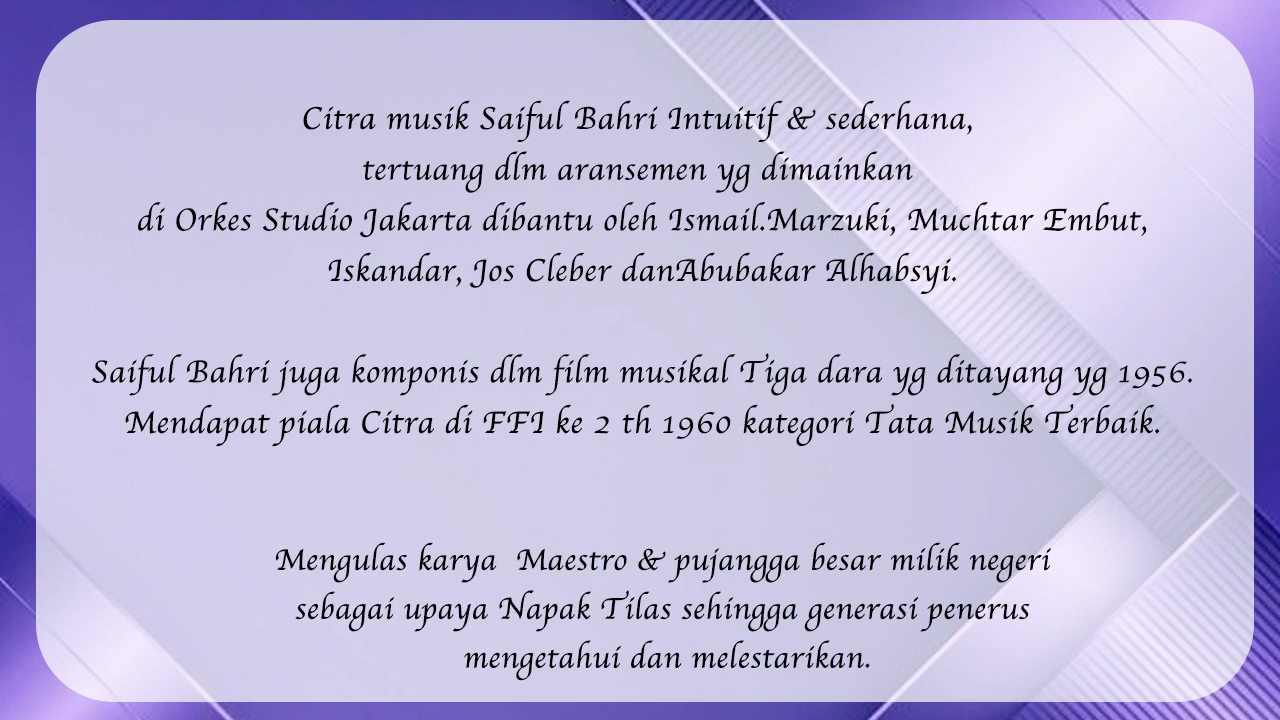 Citra musik Saiful Bahri Intuitif & sederhana,
tertuang dlm aransemen yg dimainkan
di Orkes Studio Jakarta dibantu oleh Ismail.Marzuki, Muchtar Embut,
Iskandar, Jos Cleber danAbubakar Alhabsyi.
Saiful Bahri juga komponis dlm film musikal Tiga dara yg ditayang yg 1956.
Mendapat piala Citra di FFI ke 2 th 1960 kategori Tata Musik Terbaik.
Mengulas karya  Maestro & pujangga besar milik negeri
sebagai upaya Napak Tilas sehingga generasi penerus
mengetahui dan melestarikan.